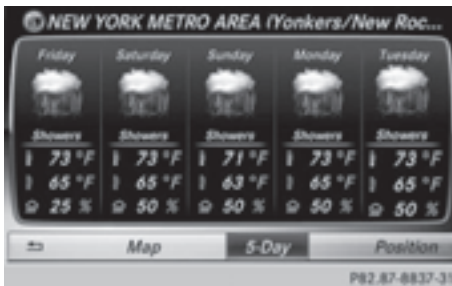 NEW YORK METRO AREA (Yonkers/New Roc...
Friday Saturday Sunday Monday Tuesday
Showers Showers Showers Showers Showers
73 °F 73 °F 71 °F 73 °F 73 °F
65 °F 65 °F 63 °F 65 °F 65 °F
25 % 50 % 50 % 50 % 50 %
Map 5-Day Position
P82.87-8837-31